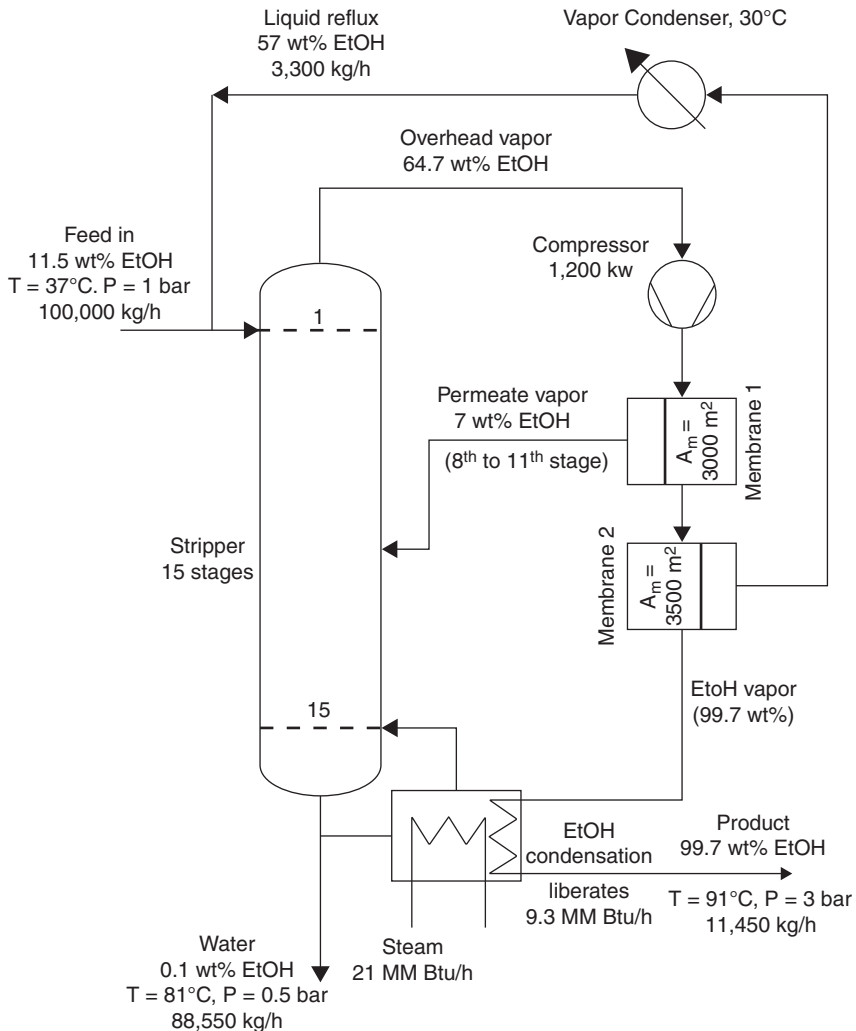 Liquid reflux
57 wt% EtOH
3,300 kg/h
Vapor Condenser, 30°C
Overhead vapor
64.7 wt% EtOH
Feed in
11.5 wt% EtOH
T = 37°C. P = 1 bar
100,000 kg/h
Compressor
1,200 kw
1
Permeate vapor
7 wt% EtOH
(8th to 11th stage)
Aₘ =
3000 m²
Membrane 1
Stripper
15 stages
Membrane 2
Aₘ =
3500 m²
EtoH vapor
(99.7 wt%)
15
EtOH
condensation
liberates
9.3 MM Btu/h
Product
99.7 wt% EtOH
T = 91°C, P = 3 bar
11,450 kg/h
Steam
21 MM Btu/h
Water
0.1 wt% EtOH
T = 81°C, P = 0.5 bar
88,550 kg/h